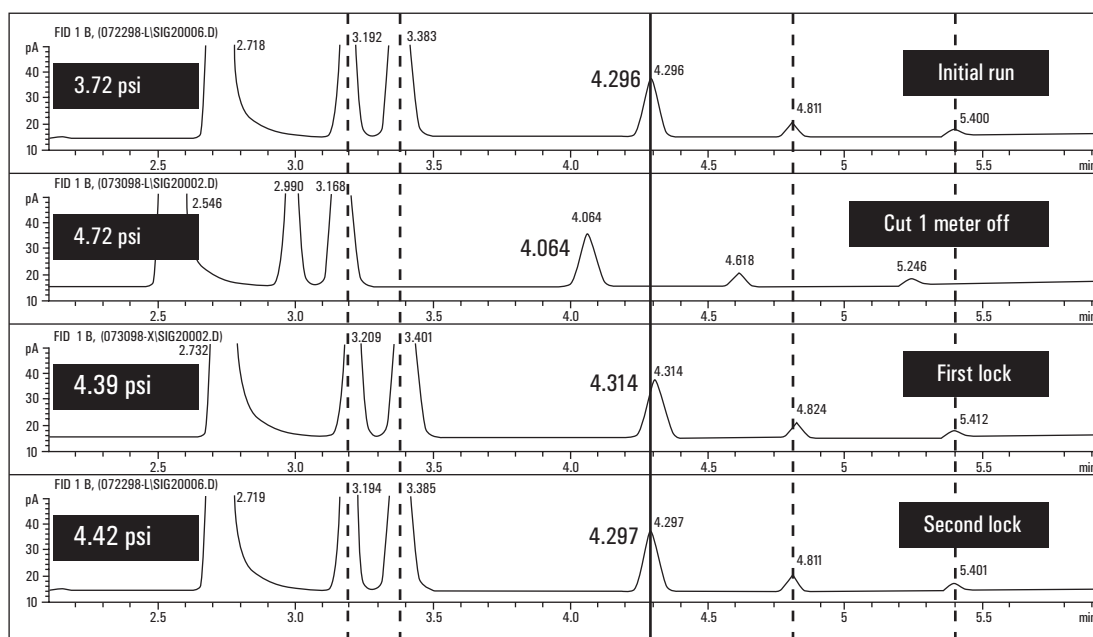 FID 1 B, (072298-L\SIG20006.D)
pA
40
30
20
10
3.72 psi
2.718
3.192
3.383
4.296
4.296
4.811
5.400
Initial run
2.5 3.0 3.5 4.0 4.5 5 5.5 min
FID 1 B, (073098-L\SIG20002.D)
pA
40
30
20
10
4.72 psi
2.546
2.990
3.168
4.064
4.064
4.618
5.246
Cut 1 meter off
2.5 3.0 3.5 4.0 4.5 5 5.5 min
FID 1 B, (073098-X\SIG20002.D)
pA
40
30
20
10
4.39 psi
2.732
3.209
3.401
4.314
4.314
4.824
5.412
First lock
2.5 3.0 3.5 4.0 4.5 5 5.5 min
FID 1 B, (072298-L\SIG20006.D)
pA
40
30
20
10
4.42 psi
2.719
3.194
3.385
4.297
4.297
4.811
5.401
Second lock
2.5 3.0 3.5 4.0 4.5 5 5.5 min